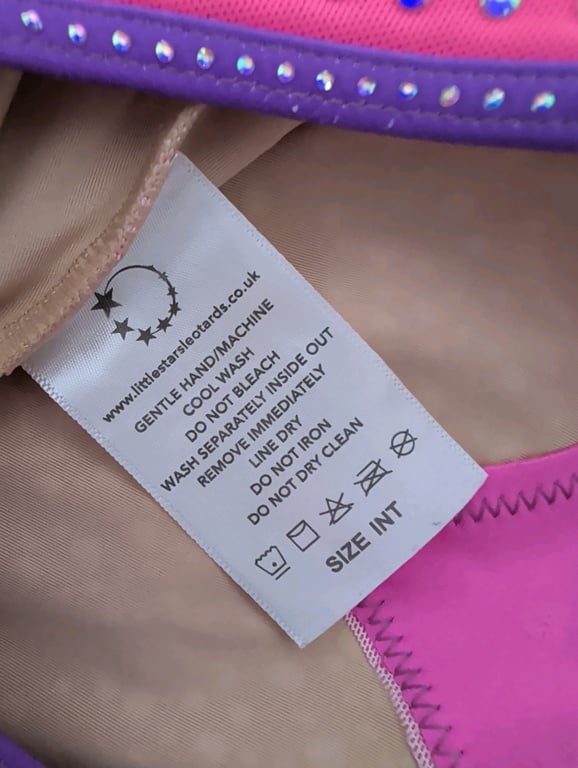 www.littlestarsleotards.co.uk
GENTLE HAND/MACHINE
COOL WASH
DO NOT BLEACH
WASH SEPARATELY INSIDE OUT
REMOVE IMMEDIATELY
LINE DRY
DO NOT IRON
DO NOT DRY CLEAN
SIZE INT